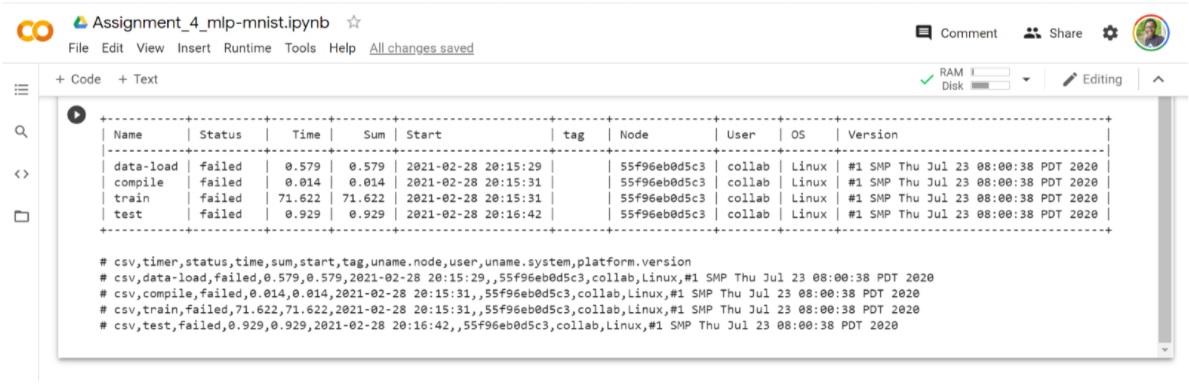 CO Assignment_4_mlp-mnist.ipynb
File Edit View Insert Runtime Tools Help All changes saved
Comment Share
+ Code + Text
RAM
Disk
Editing
+-----------+----------+--------+--------+---------------------+-------+--------------+--------+-------+-------------------------------------+
| Name | Status | Time | Sum | Start | tag | Node | User | OS | Version |
|-----------+----------+--------+--------+---------------------+-------+--------------+--------+-------+-------------------------------------|
| data-load | failed | 0.579 | 0.579 | 2021-02-28 20:15:29 | | 55f96eb0d5c3 | collab | Linux | #1 SMP Thu Jul 23 08:00:38 PDT 2020 |
| compile | failed | 0.014 | 0.014 | 2021-02-28 20:15:31 | | 55f96eb0d5c3 | collab | Linux | #1 SMP Thu Jul 23 08:00:38 PDT 2020 |
| train | failed | 71.622 | 71.622 | 2021-02-28 20:15:31 | | 55f96eb0d5c3 | collab | Linux | #1 SMP Thu Jul 23 08:00:38 PDT 2020 |
| test | failed | 0.929 | 0.929 | 2021-02-28 20:16:42 | | 55f96eb0d5c3 | collab | Linux | #1 SMP Thu Jul 23 08:00:38 PDT 2020 |
+-----------+----------+--------+--------+---------------------+-------+--------------+--------+-------+-------------------------------------+
# csv,timer,status,time,sum,start,tag,uname.node,user,uname.system,platform.version
# csv,data-load,failed,0.579,0.579,2021-02-28 20:15:29,,55f96eb0d5c3,collab,Linux,#1 SMP Thu Jul 23 08:00:38 PDT 2020
# csv,compile,failed,0.014,0.014,2021-02-28 20:15:31,,55f96eb0d5c3,collab,Linux,#1 SMP Thu Jul 23 08:00:38 PDT 2020
# csv,train,failed,71.622,71.622,2021-02-28 20:15:31,,55f96eb0d5c3,collab,Linux,#1 SMP Thu Jul 23 08:00:38 PDT 2020
# csv,test,failed,0.929,0.929,2021-02-28 20:16:42,,55f96eb0d5c3,collab,Linux,#1 SMP Thu Jul 23 08:00:38 PDT 2020